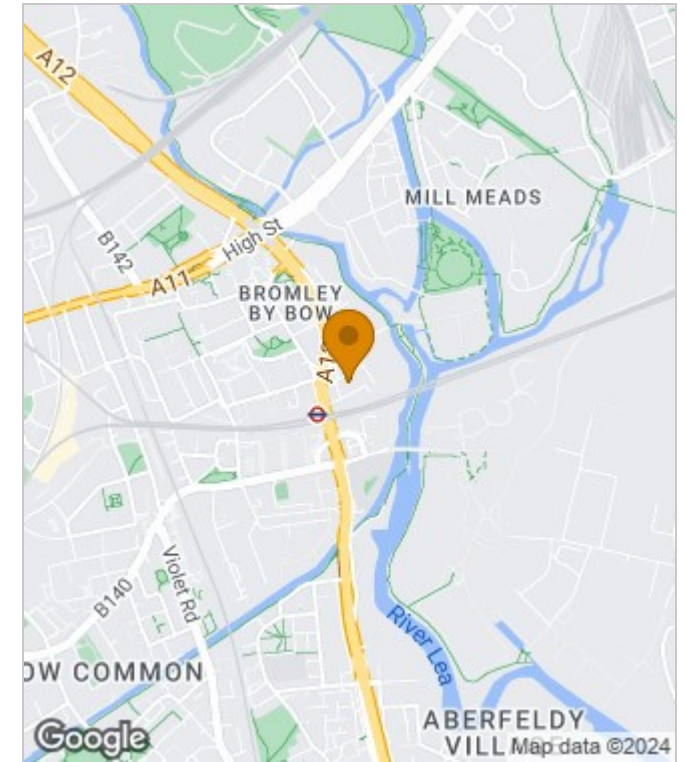 A12
MILL MEADS
High St
B142
A11
BROMLEY
BY BOW
Violet Rd
B140
River Lea
OW COMMON
ABERFELDY
VILL
Google
Map data ©2024